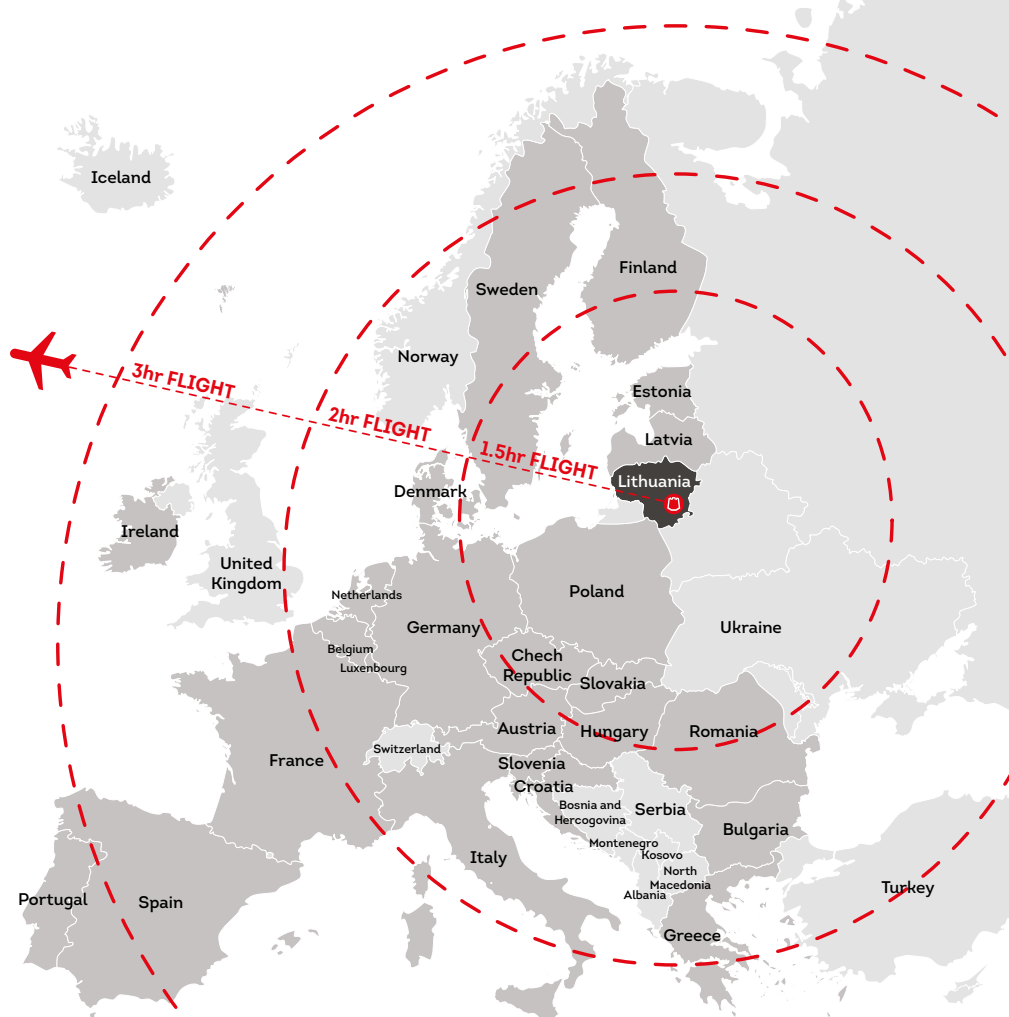 Iceland
Finland
Sweden
Norway
3hr FLIGHT
2hr FLIGHT
1.5hr FLIGHT
Estonia
Latvia
Lithuania
Denmark
Ireland
United
Kingdom
Netherlands
Poland
Germany
Ukraine
Belgium
Luxenbourg
Chech
Republic
Slovakia
Austria
Hungary
Romania
Switzerland
France
Slovenia
Croatia
Bosnia and
Hercogovina
Serbia
Bulgaria
Montenegro
Kosovo
Italy
North
Macedonia
Albania
Turkey
Portugal
Spain
Greece